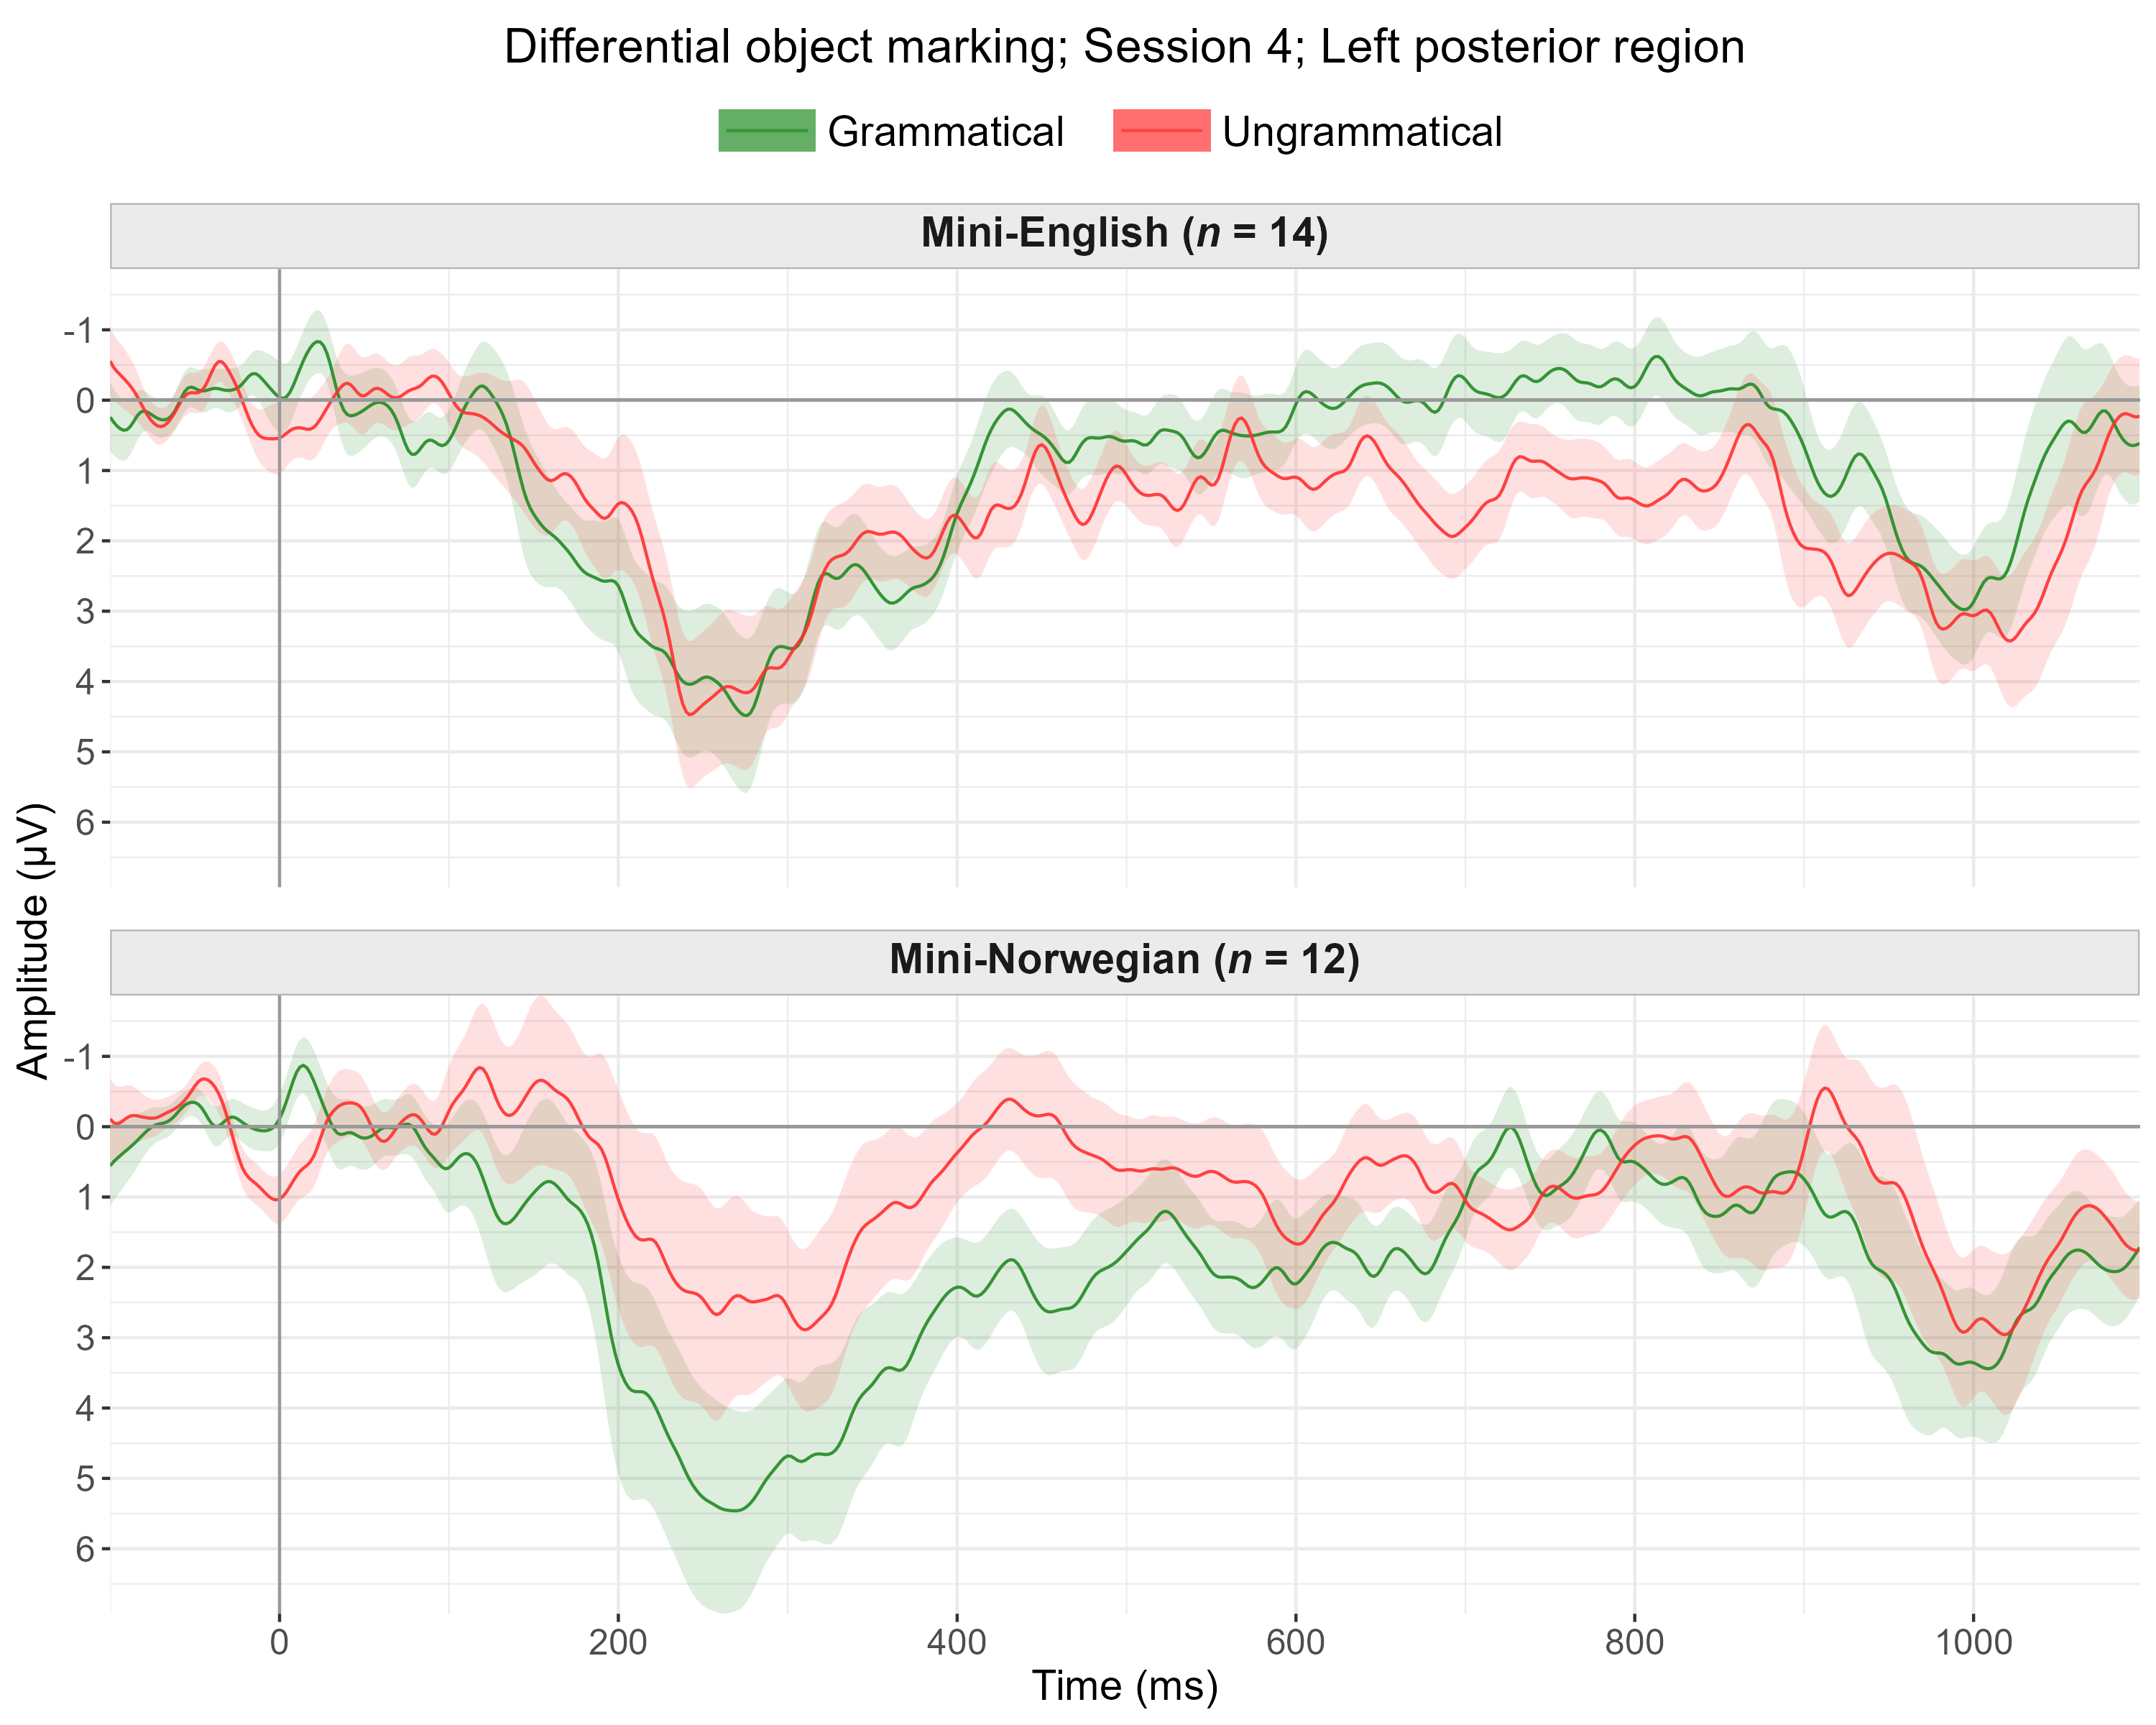 Differential object marking; Session 4; Left posterior region
Grammatical Ungrammatical
Mini-English (n = 14)
-1
0
1
2
3
4
5
6
Amplitude (µV)
Mini-Norwegian (n = 12)
-1
0
1
2
3
4
5
6
0 200 400 600 800 1000
Time (ms)